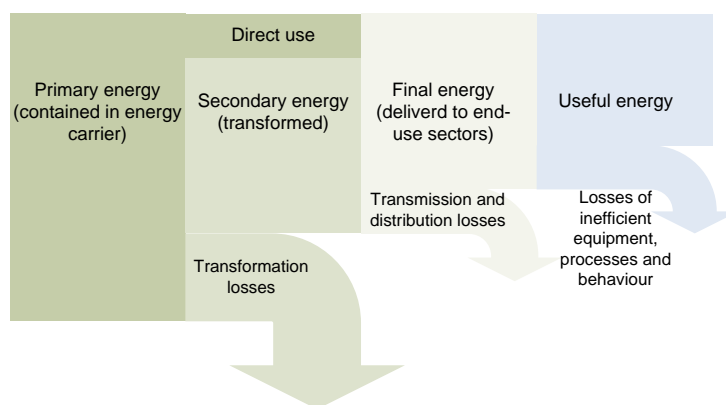 Direct use
Primary energy
(contained in energy
carrier)
Secondary energy
(transformed)
Final energy
(deliverd to end-
use sectors)
Useful energy
Transformation
losses
Transmission and
distribution losses
Losses of
inefficient
equipment,
processes and
behaviour